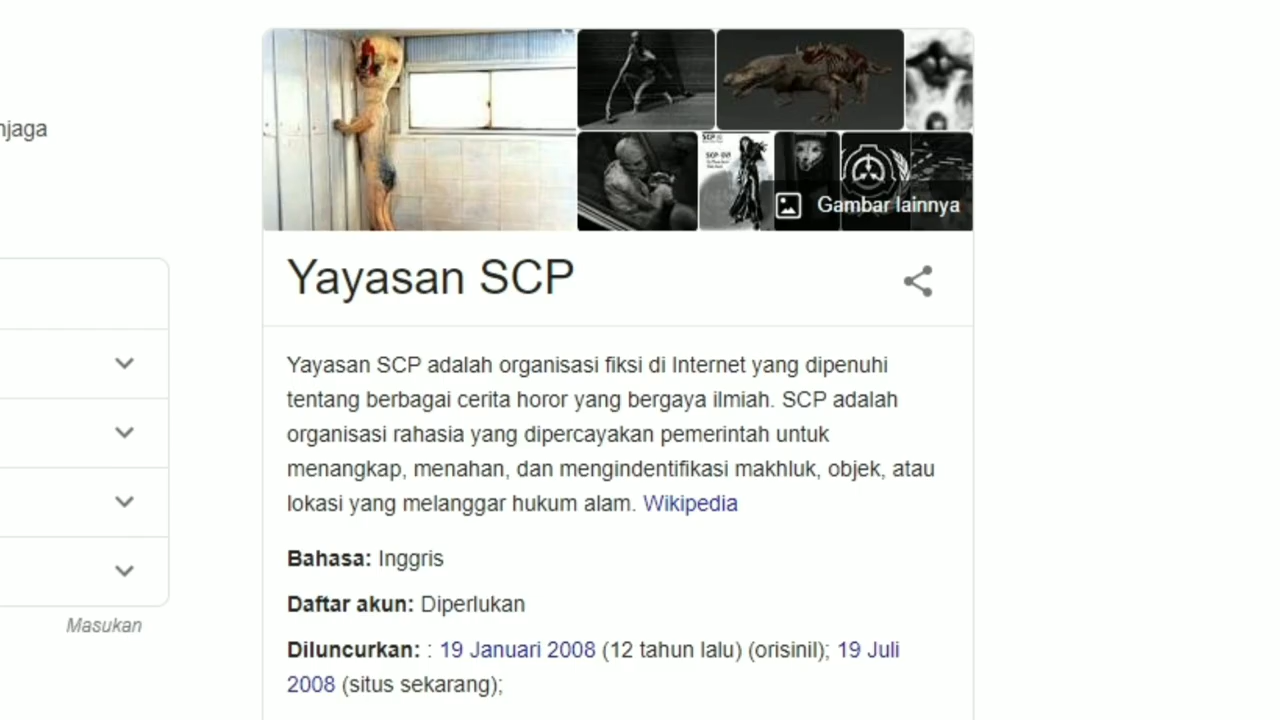 njaga
SCP
Gambar lainnya
Yayasan SCP
Yayasan SCP adalah organisasi fiksi di Internet yang dipenuhi
tentang berbagai cerita horor yang bergaya ilmiah. SCP adalah
organisasi rahasia yang dipercayakan pemerintah untuk
menangkap, menahan, dan mengindentifikasi makhluk, objek, atau
lokasi yang melanggar hukum alam. Wikipedia
Bahasa: Inggris
Daftar akun: Diperlukan
Masukan
Diluncurkan: : 19 Januari 2008 (12 tahun lalu) (orisinil); 19 Juli
2008 (situs sekarang);